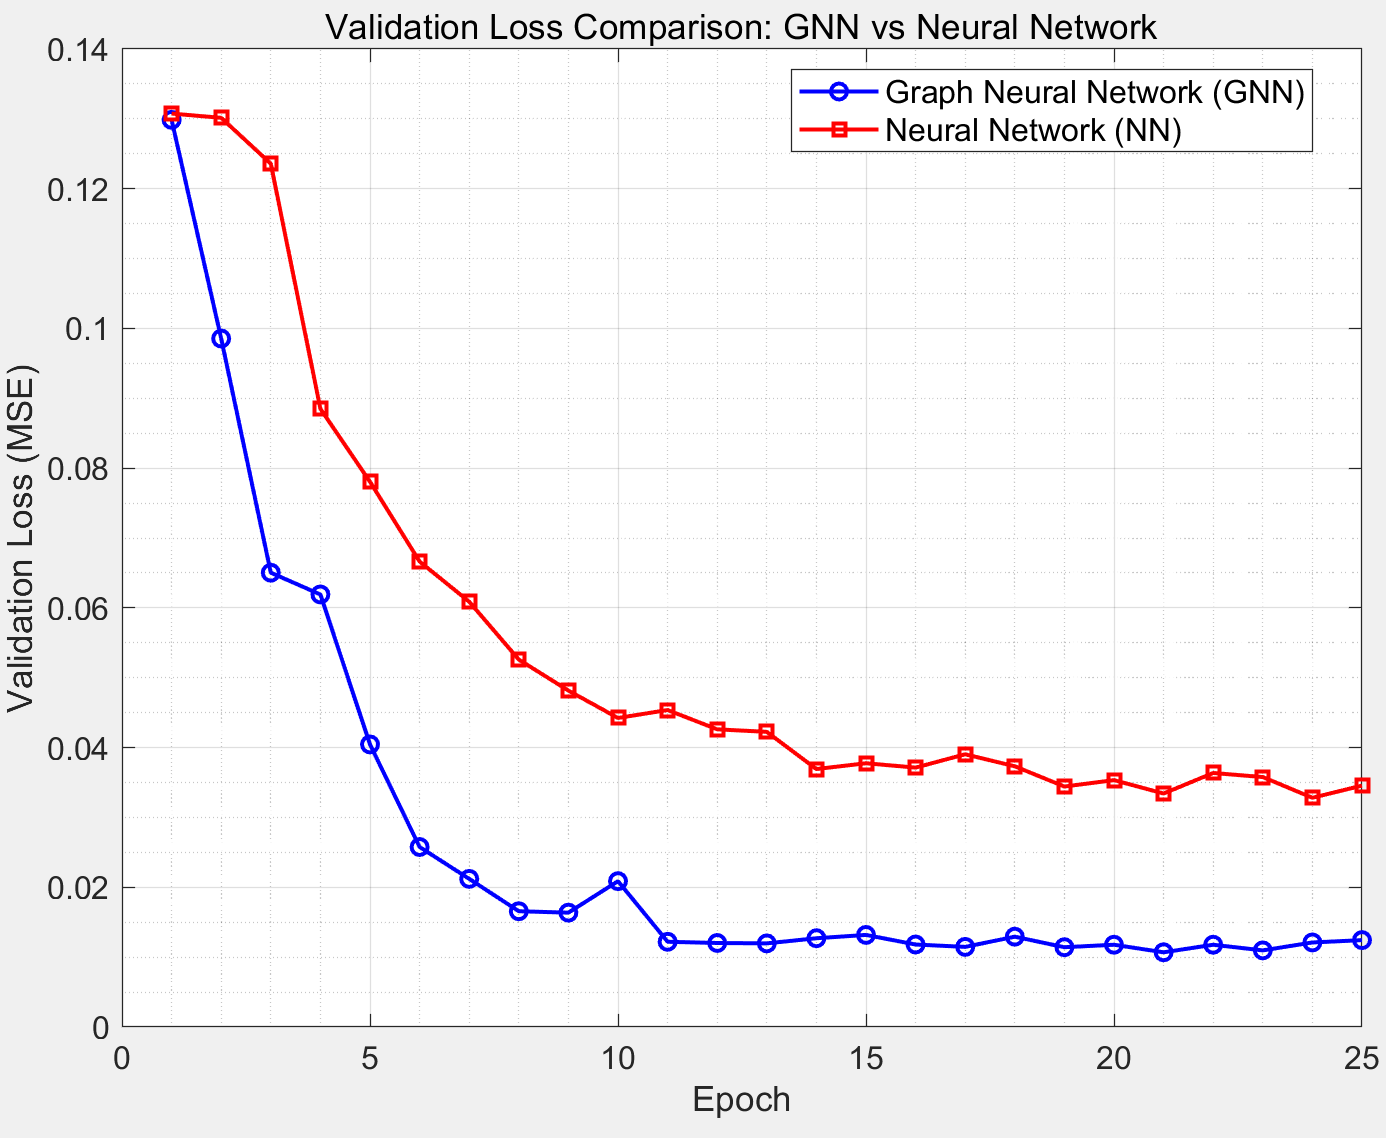 Validation Loss Comparison: GNN vs Neural Network
Graph Neural Network (GNN)
Neural Network (NN)
Validation Loss (MSE)
0.14
0.12
0.1
0.08
0.06
0.04
0.02
0
0 5 10 15 20 25
Epoch